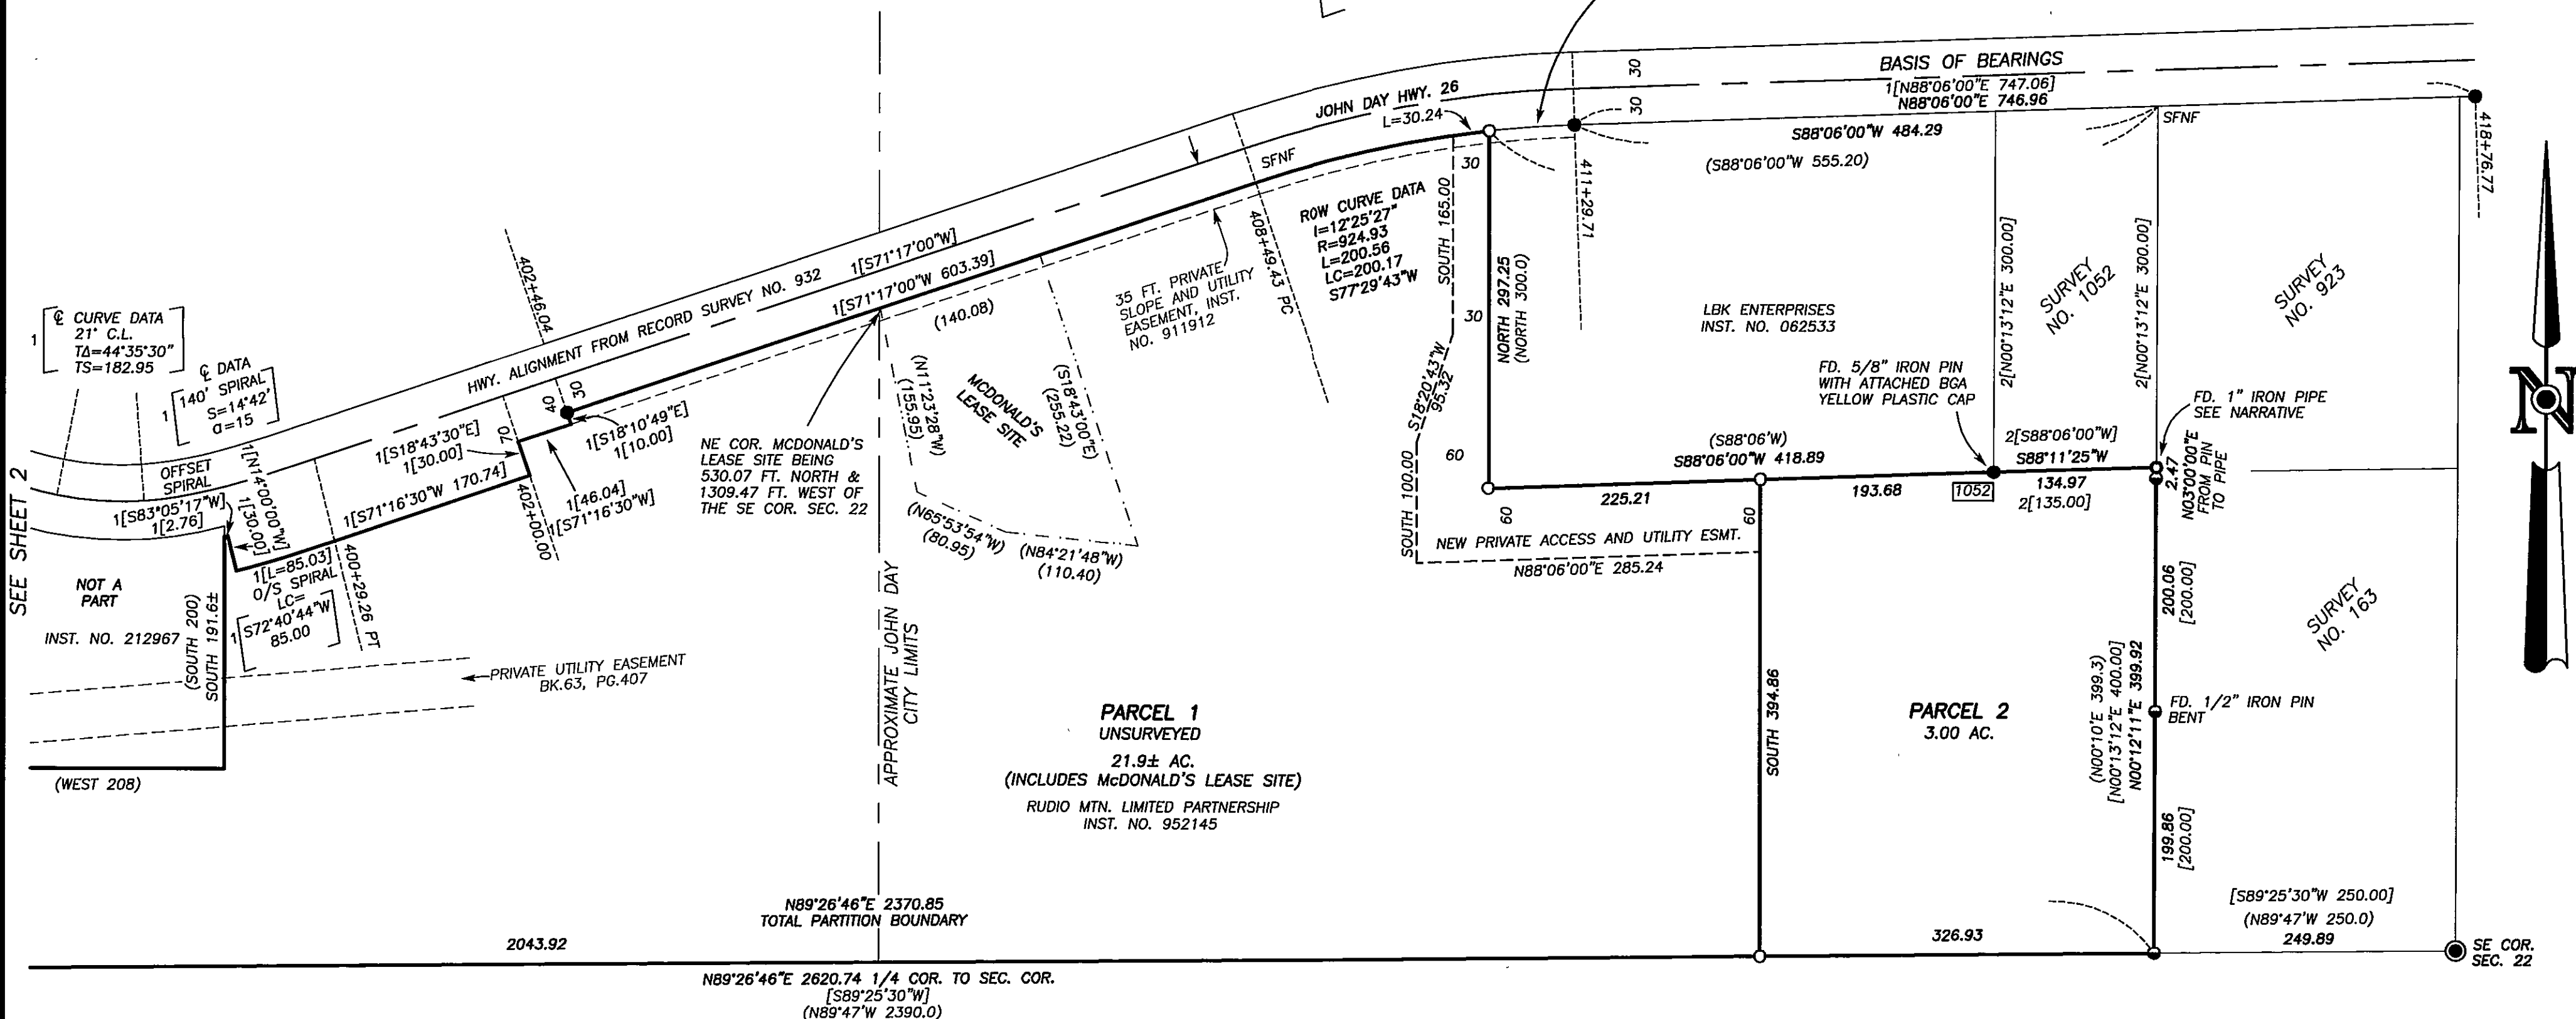 BASIS OF BEARINGS
1[N88°06'00"E 747.06]
N88°06'00"E 746.96
30
30
JOHN DAY HWY. 26
L=30.24
SFNF
SFNF
S88°06'00"W 484.29
(S88°06'00"W 555.20)
418+76.77
411+29.71
408+49.43 PC
30
30
60
SOUTH 165.00
S18°20'43"W
95.32
SOUTH 100.00
NORTH 297.25
(NORTH 300.0)
ROW CURVE DATA
I=12°25'27"
R=924.93
L=200.56
LC=200.17
S77°29'43"W
35 FT. PRIVATE
SLOPE AND UTILITY
EASEMENT, INST.
NO. 911912
LBK ENTERPRISES
INST. NO. 062533
2[N00°13'12"E 300.00]
2[N00°13'12"E 300.00]
SURVEY
NO. 1052
SURVEY
NO. 923
N
FD. 5/8" IRON PIN
WITH ATTACHED BGA
YELLOW PLASTIC CAP
FD. 1" IRON PIPE
SEE NARRATIVE
HWY. ALIGNMENT FROM RECORD SURVEY NO. 932
1[S71°17'00"W]
1[S71°17'00"W 603.39]
(140.08)
402+46.04
30
40
70
1[S18°10'49"E]
1[10.00]
1[S18°43'30"E]
1[30.00]
1[S71°16'30"W 170.74]
402+00.00
1[46.04]
1[S71°16'30"W]
1
℄ CURVE DATA
21° C.L.
TΔ=44°35'30"
TS=182.95
1
℄ DATA
140' SPIRAL
S=14°42'
a=15
OFFSET
SPIRAL
1[S83°05'17"W]
1[2.76]
1[N14°00'00"W]
1[30.00]
1[L=85.03]
O/S SPIRAL
LC=
1
S72°40'44"W
85.00
400+29.26 PT
SEE SHEET 2
NOT A
PART
INST. NO. 212967
(SOUTH 200)
SOUTH 191.6±
(WEST 208)
PRIVATE UTILITY EASEMENT
BK.63, PG.407
NE COR. MCDONALD'S
LEASE SITE BEING
530.07 FT. NORTH &
1309.47 FT. WEST OF
THE SE COR. SEC. 22
(N11°23'28"W)
(155.95)
MCDONALD'S
LEASE SITE
(S18°43'00"E)
(255.22)
(N65°53'54"W)
(80.95)
(N84°21'48"W)
(110.40)
APPROXIMATE JOHN DAY
CITY LIMITS
(S88°06'W)
S88°06'00"W 418.89
225.21
193.68
1052
2[S88°06'00"W]
S88°11'25"W
134.97
2[135.00]
2.47
N03°00'00"E
FROM PIN
TO PIPE
60
60
NEW PRIVATE ACCESS AND UTILITY ESMT.
N88°06'00"E 285.24
SOUTH 394.86
200.06
[200.00]
SURVEY
NO. 163
(N00°10'E 399.3)
[N00°13'12"E 400.00]
N00°12'11"E 399.92
FD. 1/2" IRON PIN
BENT
199.86
[200.00]
PARCEL 1
UNSURVEYED
21.9± AC.
(INCLUDES McDONALD'S LEASE SITE)
RUDIO MTN. LIMITED PARTNERSHIP
INST. NO. 952145
PARCEL 2
3.00 AC.
N89°26'46"E 2370.85
TOTAL PARTITION BOUNDARY
2043.92
326.93
[S89°25'30"W 250.00]
(N89°47'W 250.0)
249.89
SE COR.
SEC. 22
N89°26'46"E 2620.74 1/4 COR. TO SEC. COR.
[S89°25'30"W]
(N89°47'W 2390.0)